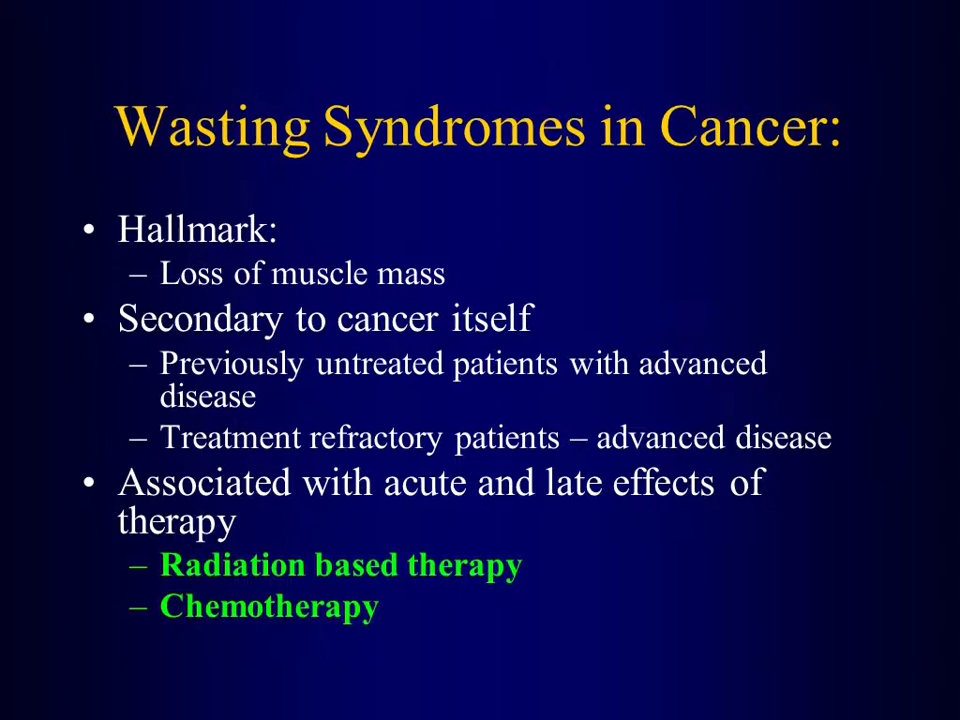 Wasting Syndromes in Cancer:
• Hallmark:
– Loss of muscle mass
• Secondary to cancer itself
– Previously untreated patients with advanced
disease
– Treatment refractory patients – advanced disease
• Associated with acute and late effects of
therapy
– Radiation based therapy
– Chemotherapy